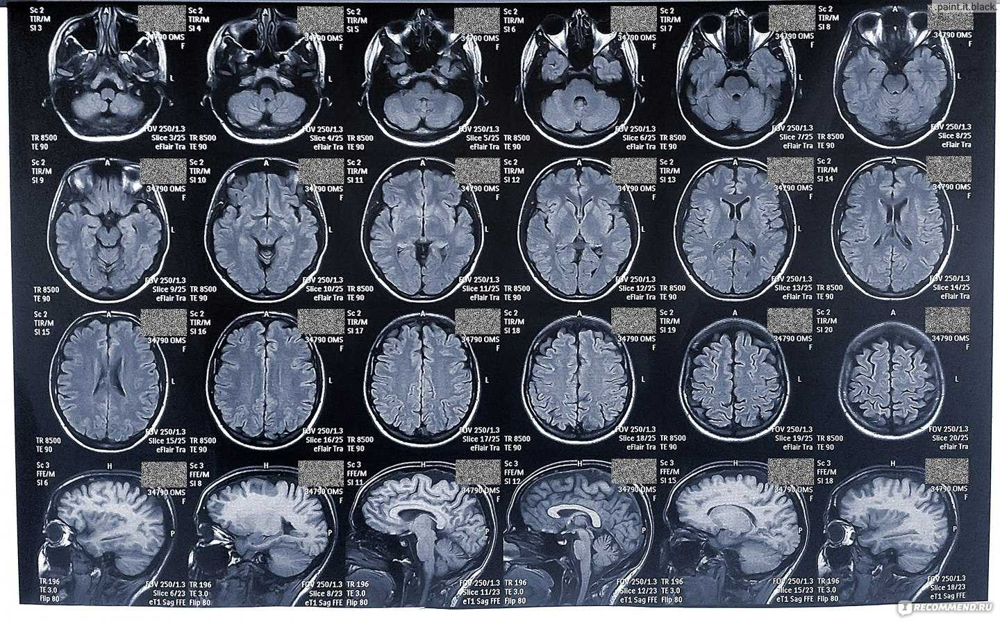 paint.it.black.
Sc 2
TIR/M
SI 3
A
34790 OMS
F
L
TR 8500
TE 90
FOV 250/1.3
Slice 3/25
eFlair Tra
Sc 2
TIR/M
SI 4
A
34790 OMS
F
L
TR 8500
TE 90
FOV 250/1.3
Slice 4/25
eFlair Tra
Sc 2
TIR/M
SI 5
A
34790 OMS
F
L
TR 8500
TE 90
FOV 250/1.3
Slice 5/25
eFlair Tra
Sc 2
TIR/M
SI 6
A
34790 OMS
F
L
TR 8500
TE 90
FOV 250/1.3
Slice 6/25
eFlair Tra
Sc 2
TIR/M
SI 7
A
34790 OMS
F
L
TR 8500
TE 90
FOV 250/1.3
Slice 7/25
eFlair Tra
Sc 2
TIR/M
SI 8
A
34790 OMS
F
L
TR 8500
TE 90
FOV 250/1.3
Slice 8/25
eFlair Tra
Sc 2
TIR/M
SI 9
A
34790 OMS
F
L
TR 8500
TE 90
FOV 250/1.3
Slice 9/25
eFlair Tra
Sc 2
TIR/M
SI 10
A
34790 OMS
F
L
TR 8500
TE 90
FOV 250/1.3
Slice 10/25
eFlair Tra
Sc 2
TIR/M
SI 11
A
34790 OMS
F
L
TR 8500
TE 90
FOV 250/1.3
Slice 11/25
eFlair Tra
Sc 2
TIR/M
SI 12
A
34790 OMS
F
L
TR 8500
TE 90
FOV 250/1.3
Slice 12/25
eFlair Tra
Sc 2
TIR/M
SI 13
A
34790 OMS
F
L
TR 8500
TE 90
FOV 250/1.3
Slice 13/25
eFlair Tra
Sc 2
TIR/M
SI 14
A
34790 OMS
F
L
TR 8500
TE 90
FOV 250/1.3
Slice 14/25
eFlair Tra
Sc 2
TIR/M
SI 15
A
34790 OMS
F
L
TR 8500
TE 90
FOV 250/1.3
Slice 15/25
eFlair Tra
Sc 2
TIR/M
SI 16
A
34790 OMS
F
L
TR 8500
TE 90
FOV 250/1.3
Slice 16/25
eFlair Tra
Sc 2
TIR/M
SI 17
A
34790 OMS
F
L
TR 8500
TE 90
FOV 250/1.3
Slice 17/25
eFlair Tra
Sc 2
TIR/M
SI 18
A
34790 OMS
F
L
TR 8500
TE 90
FOV 250/1.3
Slice 18/25
eFlair Tra
Sc 2
TIR/M
SI 19
A
34790 OMS
F
L
TR 8500
TE 90
FOV 250/1.3
Slice 19/25
eFlair Tra
Sc 2
TIR/M
SI 20
A
34790 OMS
F
L
TR 8500
TE 90
FOV 250/1.3
Slice 20/25
eFlair Tra
Sc 3
FFE/M
SI 6
H
34790 OMS
F
P
TR 196
TE 3.0
Flip 80
FOV 250/1.3
Slice 6/23
eT1 Sag FFE
Sc 3
FFE/M
SI 8
H
34790 OMS
F
P
TR 196
TE 3.0
Flip 80
FOV 250/1.3
Slice 8/23
eT1 Sag FFE
Sc 3
FFE/M
SI 11
H
34790 OMS
F
P
TR 196
TE 3.0
Flip 80
FOV 250/1.3
Slice 11/23
eT1 Sag FFE
Sc 3
FFE/M
SI 12
H
34790 OMS
F
P
TR 196
TE 3.0
Flip 80
FOV 250/1.3
Slice 12/23
eT1 Sag FFE
Sc 3
FFE/M
SI 15
H
34790 OMS
F
P
TR 196
TE 3.0
Flip 80
FOV 250/1.3
Slice 15/23
eT1 Sag FFE
Sc 3
FFE/M
SI 18
H
34790 OMS
F
P
TR 196
TE 3.0
Flip 80
FOV 250/1.3
Slice 18/23
eT1 Sag FFE
RECOMMEND.RU